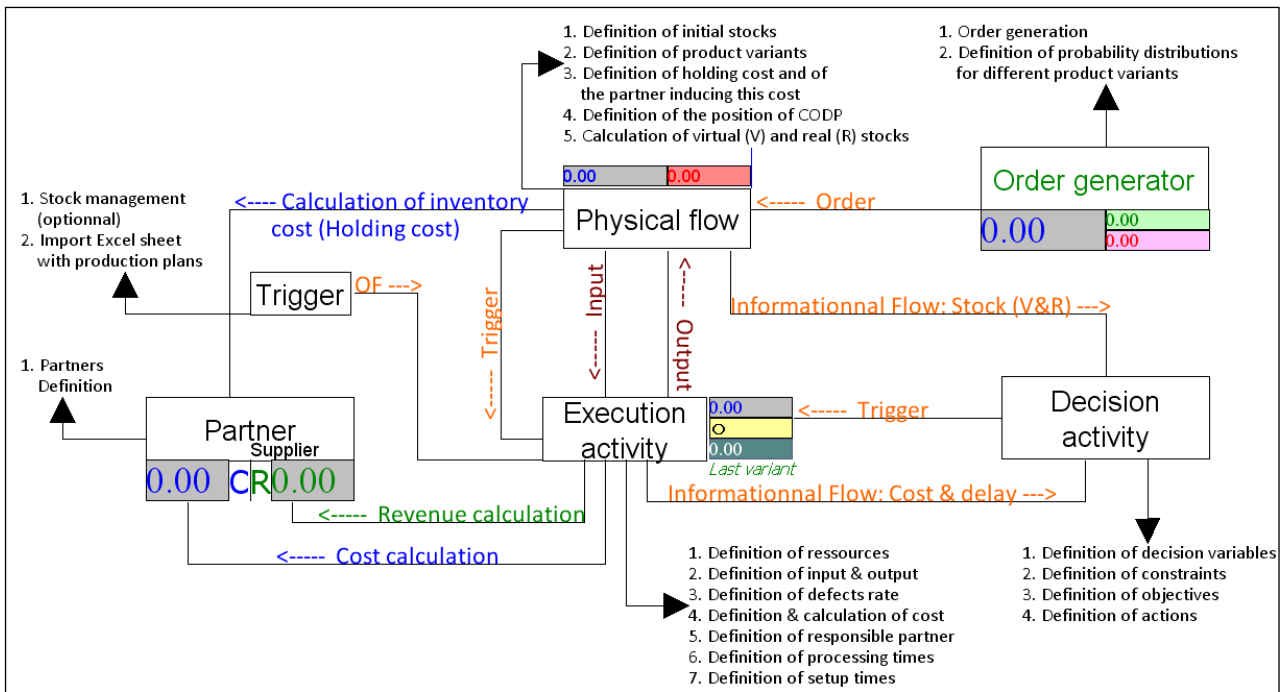 1. Definition of initial stocks
2. Definition of product variants
3. Definition of holding cost and of
the partner inducing this cost
4. Definition of the position of CODP
5. Calculation of virtual (V) and real (R) stocks
1. Order generation
2. Definition of probability distributions
for different product variants
0.00 0.00
Physical flow
<----- Order
Order generator
0.00
0.00
0.00
1. Stock management
(optionnal)
2. Import Excel sheet
with production plans
<---- Calculation of inventory
cost (Holding cost)
Trigger
OF --->
<----- Trigger
<----- Input
Output ----->
Informationnal Flow: Stock (V&R) --->
1. Partners
Definition
Partner
Supplier
0.00 CR0.00
Execution
activity
0.00
O
0.00
Last variant
<----- Trigger
Decision
activity
Informationnal Flow: Cost & delay --->
<----- Revenue calculation
<----- Cost calculation
1. Definition of ressources
2. Definition of input & output
3. Definition of defects rate
4. Definition & calculation of cost
5. Definition of responsible partner
6. Definition of processing times
7. Definition of setup times
1. Definition of decision variables
2. Definition of constraints
3. Definition of objectives
4. Definition of actions